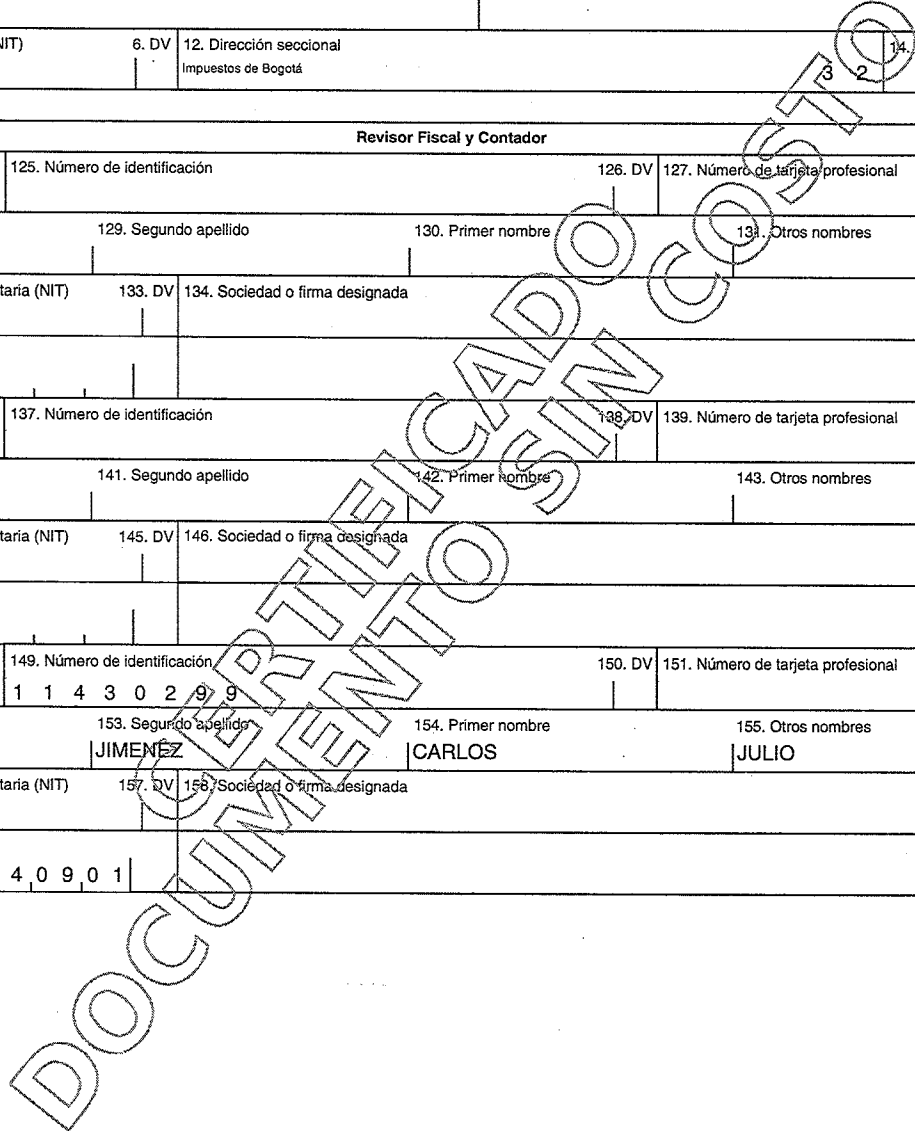 NIT) 6. DV 12. Dirección seccional 14.
Impuestos de Bogotá 3 2
Revisor Fiscal y Contador
125. Número de identificación 126. DV 127. Número de tarjeta profesional
129. Segundo apellido 130. Primer nombre 131. Otros nombres
taria (NIT) 133. DV 134. Sociedad o firma designada
137. Número de identificación 138. DV 139. Número de tarjeta profesional
141. Segundo apellido 142. Primer nombre 143. Otros nombres
taria (NIT) 145. DV 146. Sociedad o firma designada
149. Número de identificación 150. DV 151. Número de tarjeta profesional
1 1 4 3 0 2 9 9
153. Segundo apellido 154. Primer nombre 155. Otros nombres
JIMENEZ CARLOS JULIO
taria (NIT) 157. DV 158. Sociedad o firma designada
4 0 9 0 1
CERTIFICADO
DOCUMENTO SIN COSTO